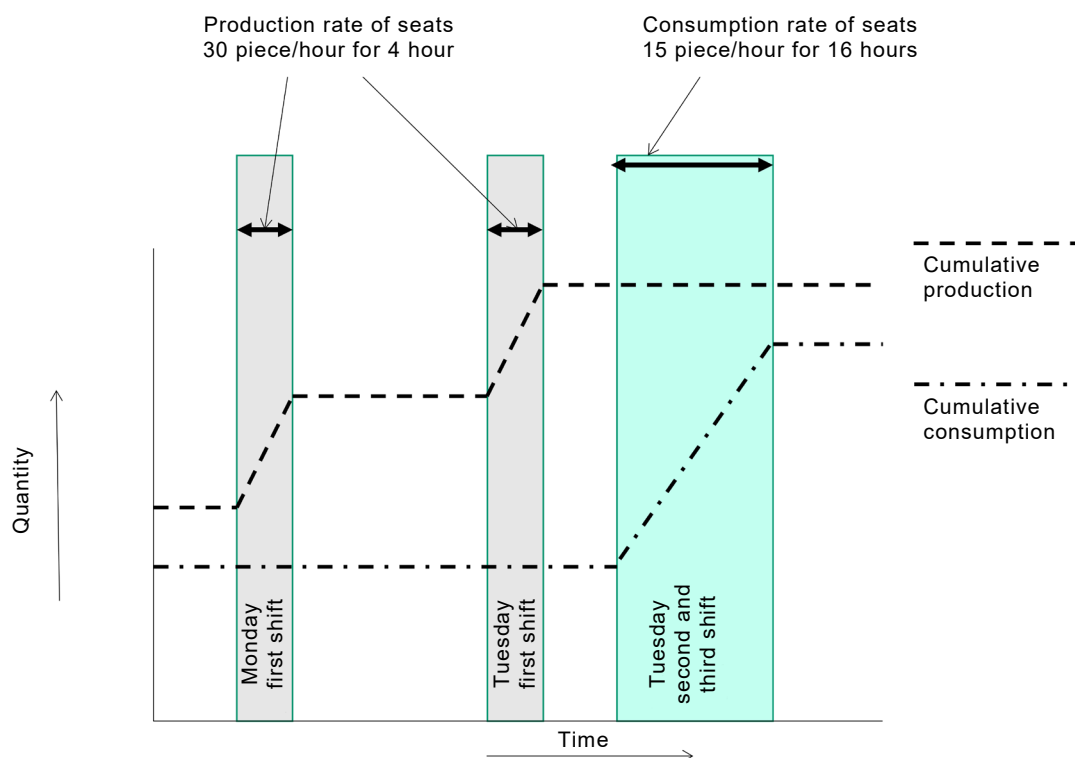 Production rate of seats
30 piece/hour for 4 hour
Consumption rate of seats
15 piece/hour for 16 hours
Cumulative
production
Cumulative
consumption
Quantity
Monday
first shift
Tuesday
first shift
Tuesday
second and
third shift
Time